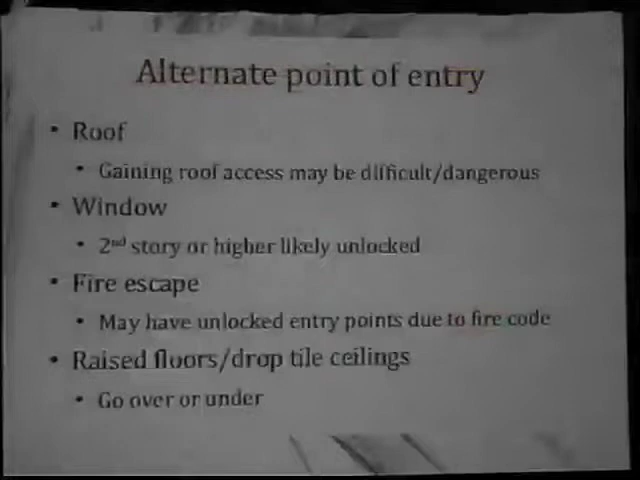 Alternate point of entry
• Roof
• Gaining roof access may be difficult/dangerous
• Window
• 2nd story or higher likely unlocked
• Fire escape
• May have unlocked entry points due to fire code
• Raised floors/drop tile ceilings
• Go over or under